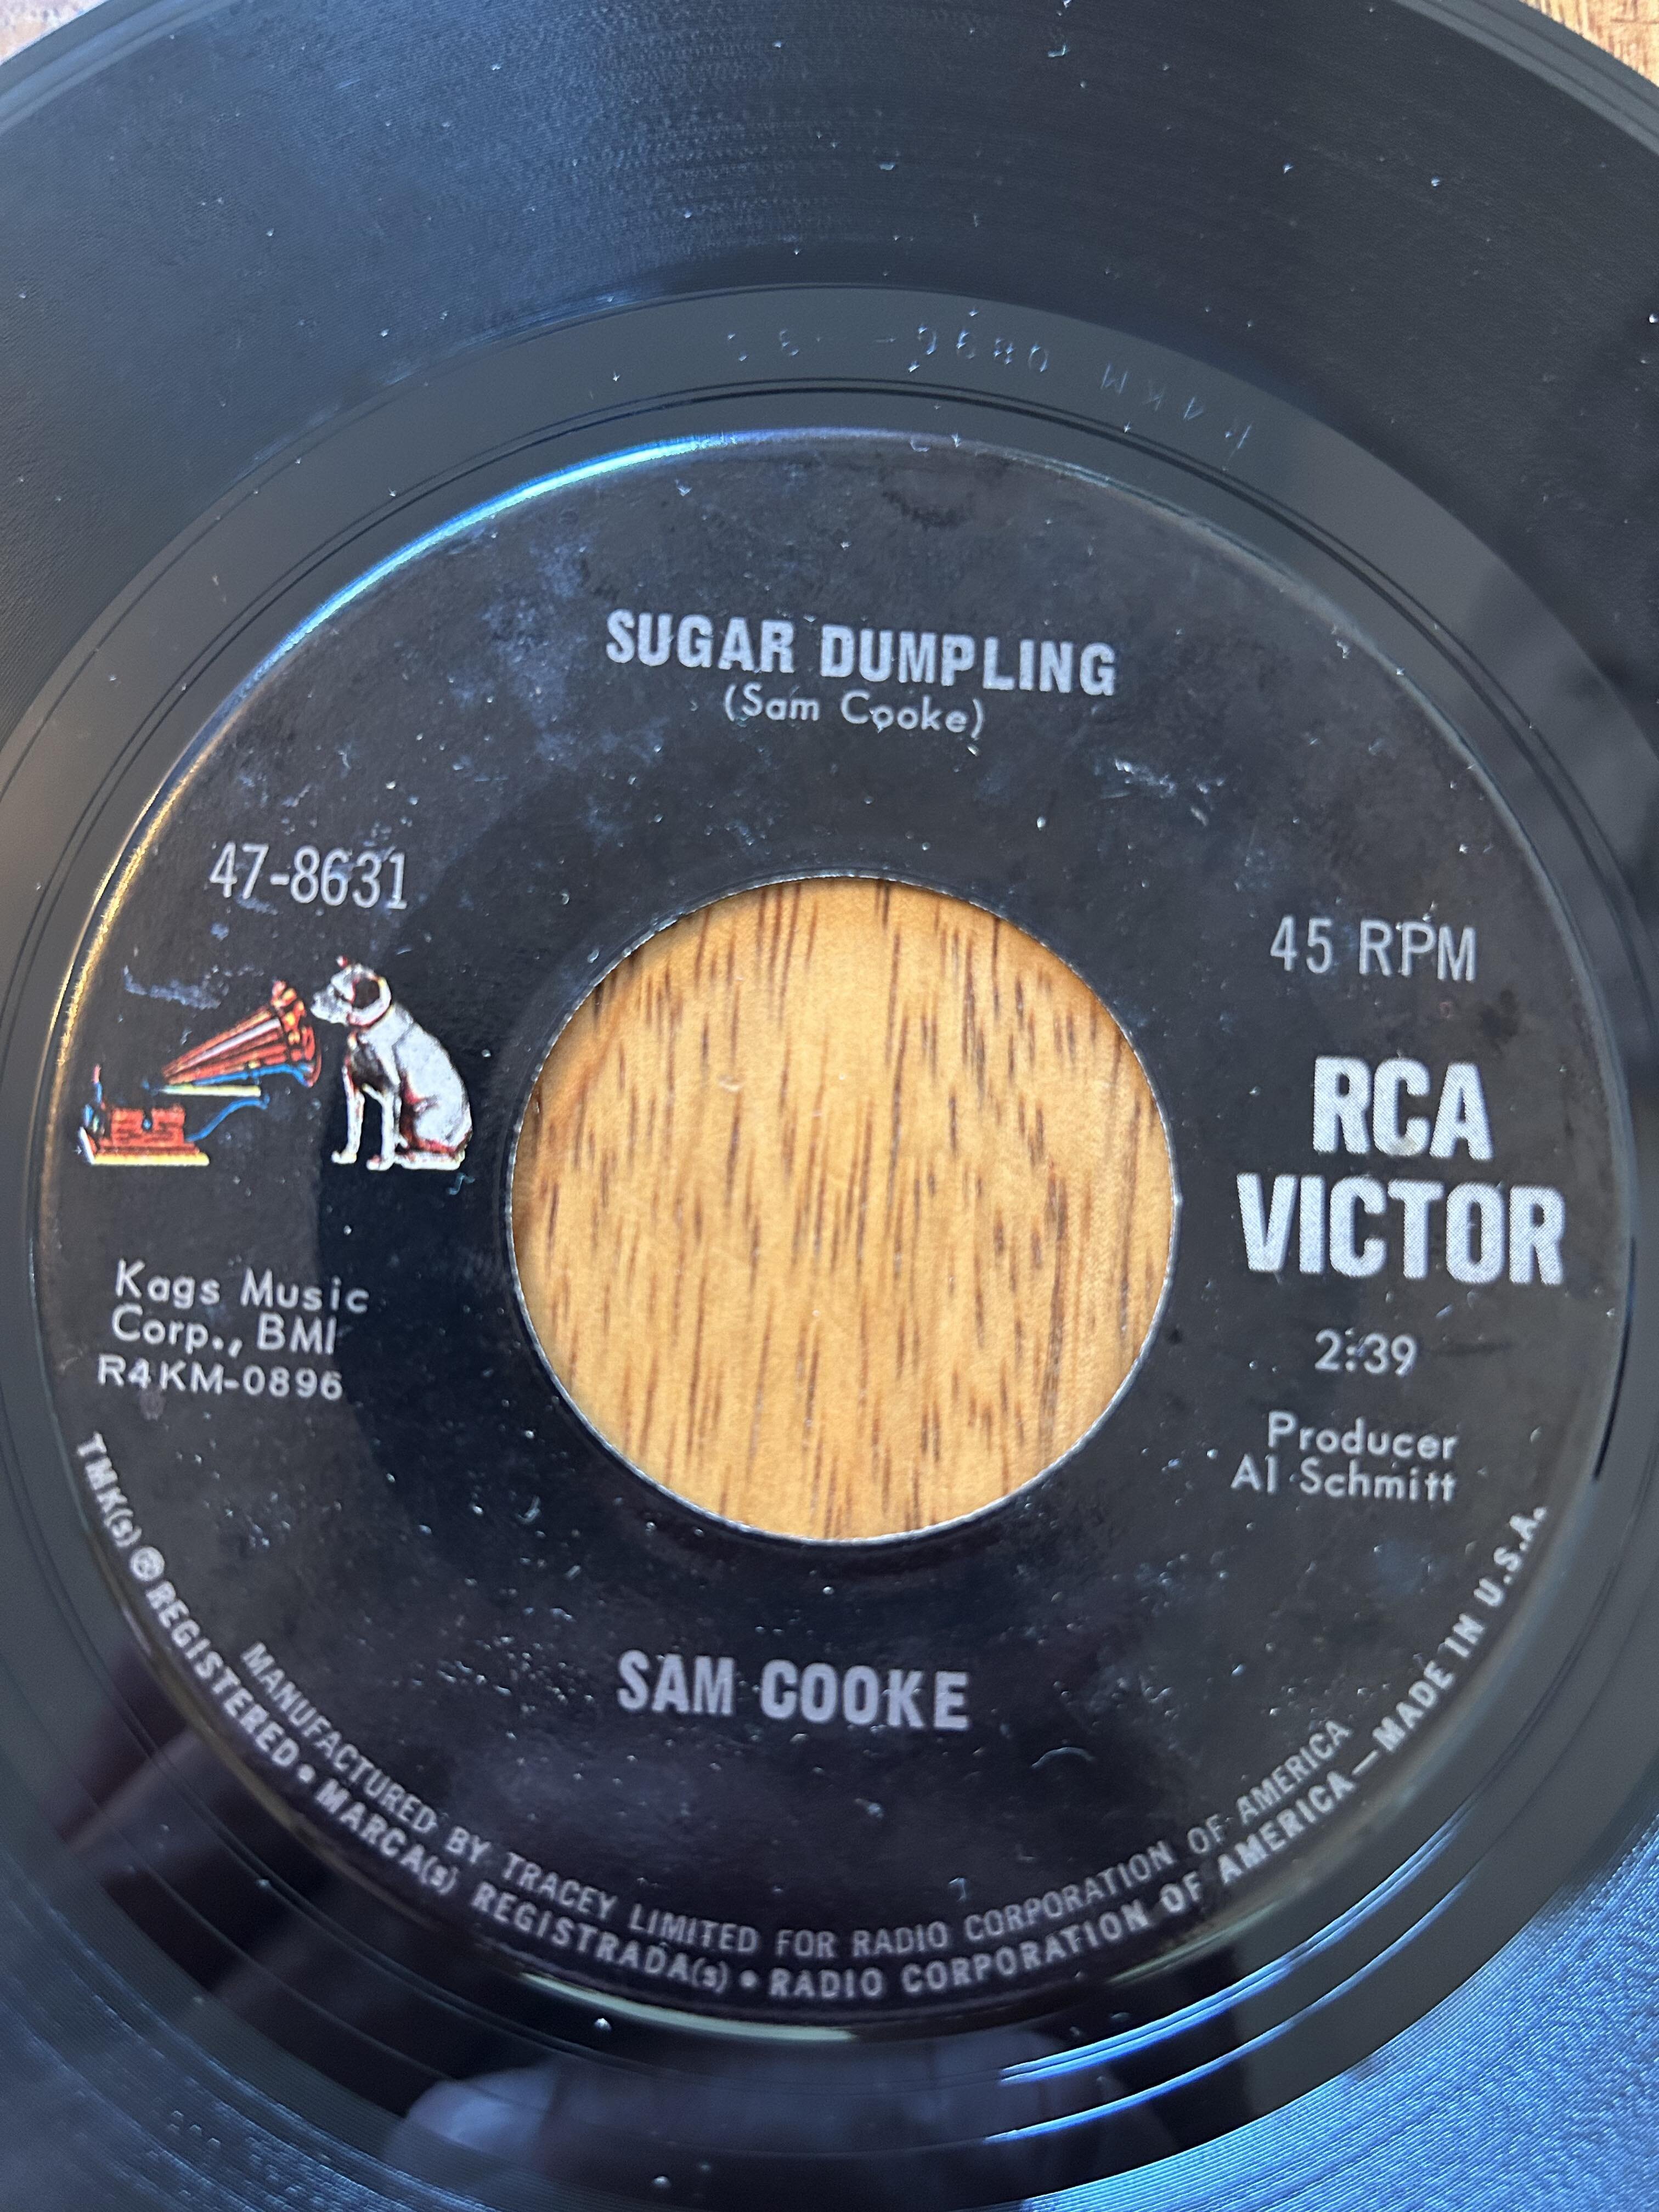 SUGAR DUMPLING
(Sam Cooke)
47-8631
45 RPM
RCA
VICTOR
Kags Music
Corp., BMI
R4KM-0896
2:39
Producer
Al Schmitt
SAM COOKE
MANUFACTURED BY TRACEY LIMITED FOR RADIO CORPORATION OF AMERICA
TMK(s) ® REGISTERED • MARCA(s) REGISTRADA(s) • RADIO CORPORATION OF AMERICA—MADE IN U.S.A.